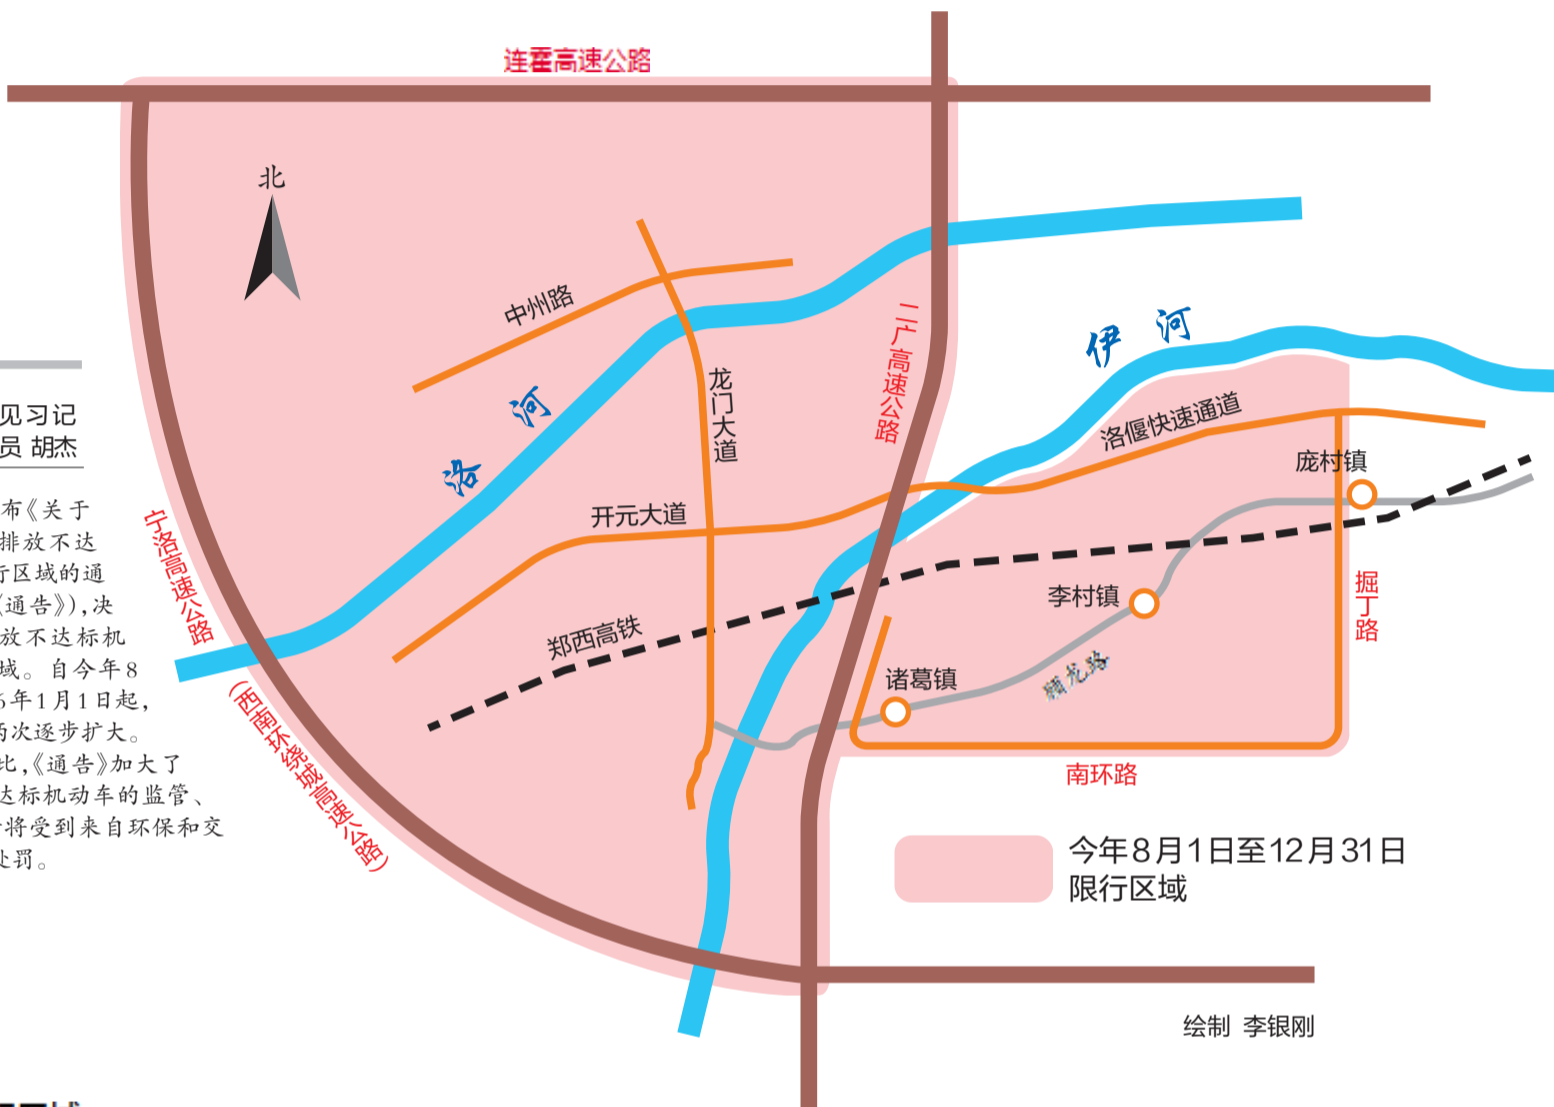 连霍高速公路
北
中州路
洛河
龙门大道
二广高速公路
伊河
洛偃快速通道
庞村镇
开元大道
宁洛高速公路
(西南环绕城高速公路)
郑西高铁
李村镇
掘丁路
诸葛镇
顾龙路
南环路
今年8月1日至12月31日
限行区域
绘制 李银刚
见习记
员 胡杰
布《关于
排放不达
行区域的通
《通告》),决
放不达标机
域。自今年8
6年1月1日起,
两次逐步扩大。
比,《通告》加大了
达标机动车的监管、
将受到来自环保和交
处罚。